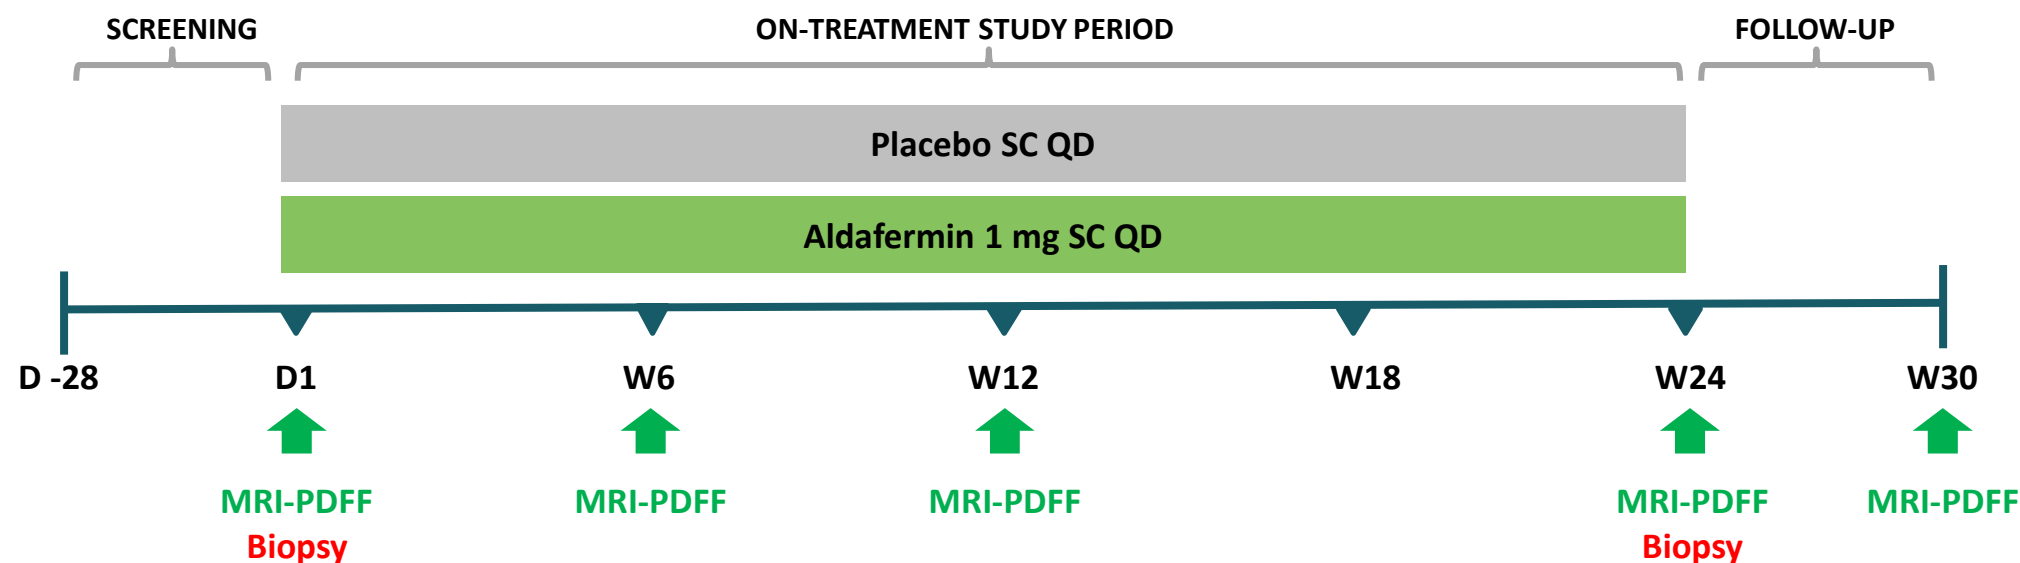 SCREENING
ON-TREATMENT STUDY PERIOD
FOLLOW-UP
Placebo SC QD
Aldafermin 1 mg SC QD
D -28
D1
W6
W12
W18
W24
W30
MRI-PDFF
MRI-PDFF
MRI-PDFF
MRI-PDFF
MRI-PDFF
Biopsy
Biopsy